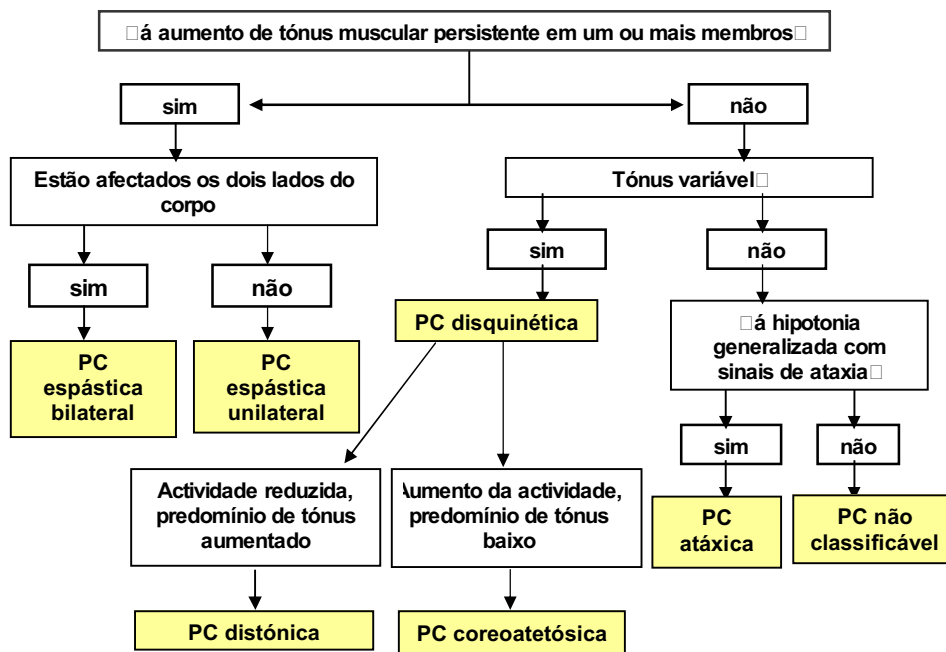 □á aumento de tónus muscular persistente em um ou mais membros□
sim
não
Estão afectados os dois lados do
corpo
Tónus variável□
sim
não
sim
não
PC
espástica
bilateral
PC
espástica
unilateral
PC disquinética
□á hipotonia
generalizada com
sinais de ataxia□
sim
não
Actividade reduzida,
predomínio de tónus
aumentado
Aumento da actividade,
predomínio de tónus
baixo
PC
atáxica
PC não
classificável
PC distónica
PC coreoatetósica